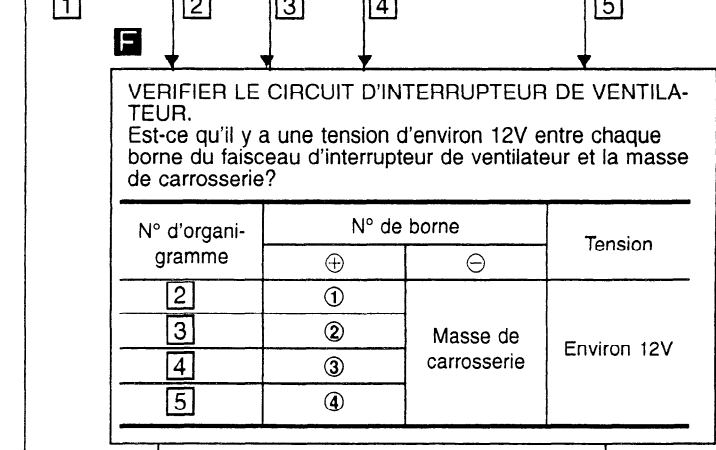 1 2 3 4 5
F
VERIFIER LE CIRCUIT D'INTERRUPTEUR DE VENTILA-
TEUR.
Est-ce qu'il y a une tension d'environ 12V entre chaque
borne du faisceau d'interrupteur de ventilateur et la masse
de carrosserie?
N° d'organi-
gramme
N° de borne
Tension
⊕ ⊖
2 ①
3 ②
4 ③
5 ④
Masse de
carrosserie
Environ 12V